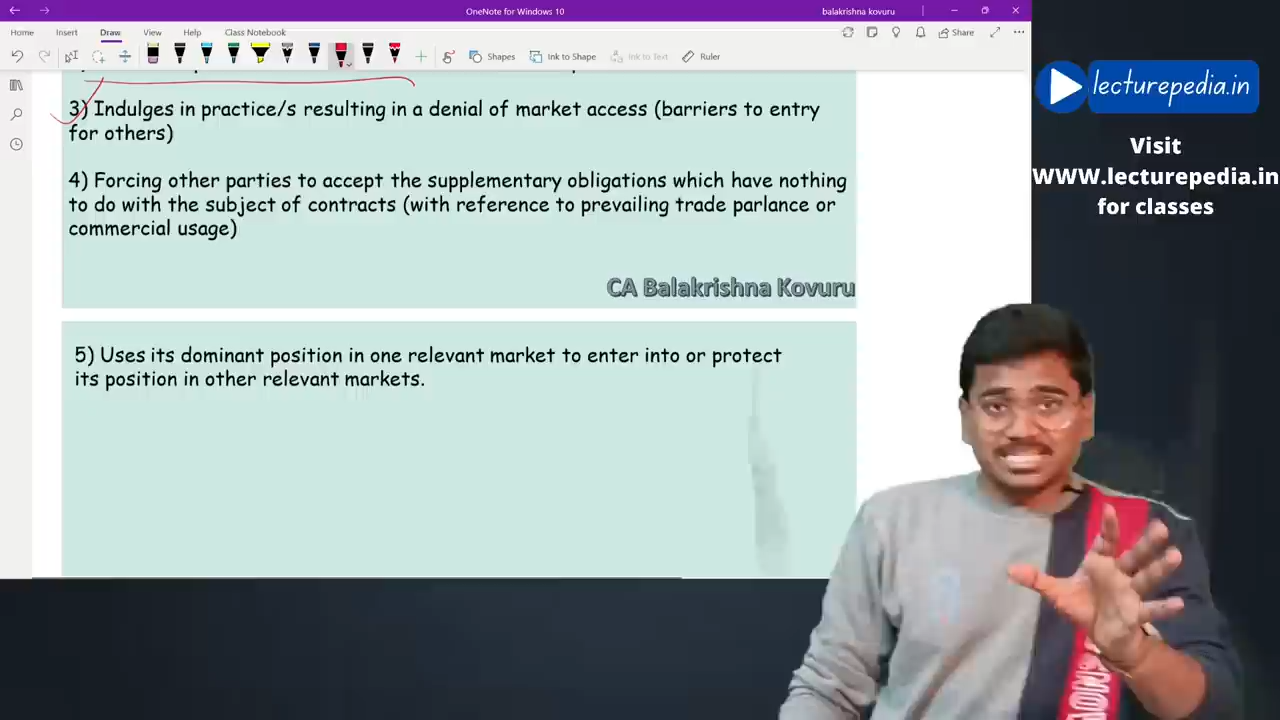 OneNote for Windows 10
balakrishna kovuru
Home Insert Draw View Help Class Notebook
Share
Shapes Ink to Shape Ink to Text Ruler
3) Indulges in practice/s resulting in a denial of market access (barriers to entry
for others)
4) Forcing other parties to accept the supplementary obligations which have nothing
to do with the subject of contracts (with reference to prevailing trade parlance or
commercial usage)
CA Balakrishna Kovuru
5) Uses its dominant position in one relevant market to enter into or protect
its position in other relevant markets.
lecturepedia.in
Visit
WWW.lecturepedia.in
for classes